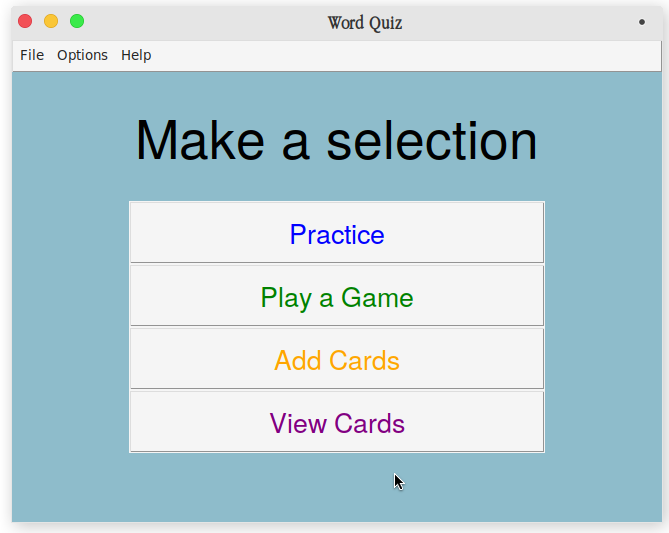 Word Quiz
File Options Help
Make a selection
Practice
Play a Game
Add Cards
View Cards